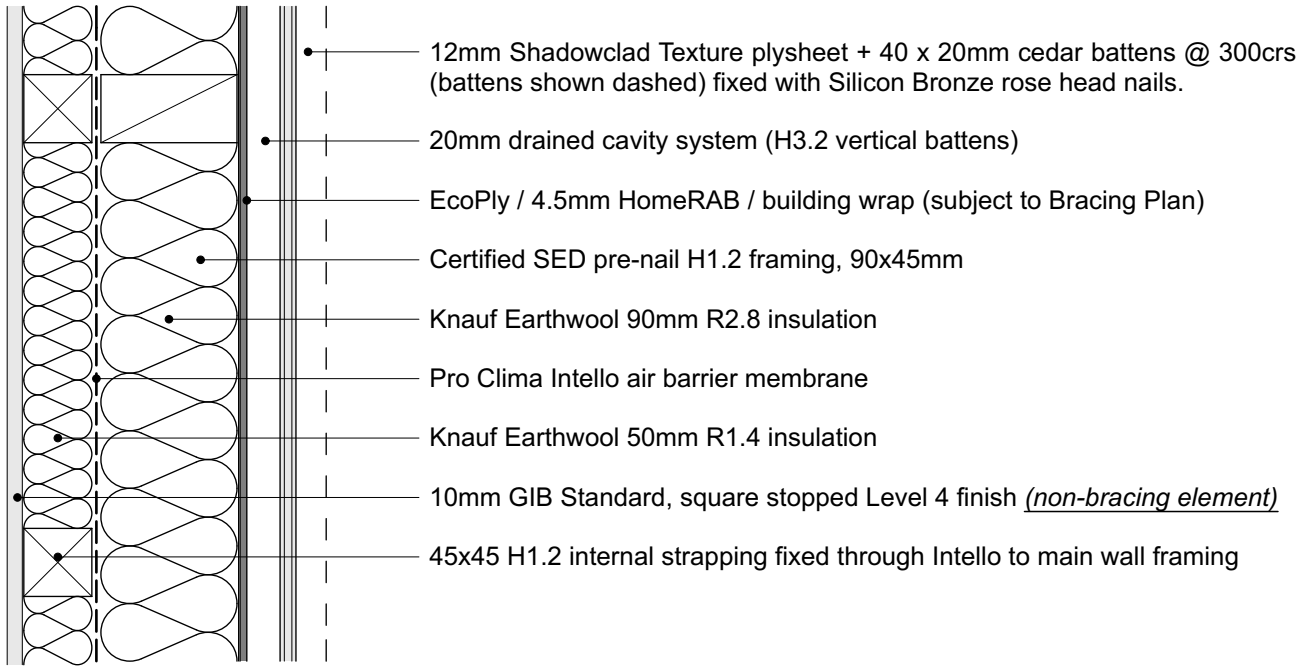 12mm Shadowclad Texture plysheet + 40 x 20mm cedar battens @ 300crs
(battens shown dashed) fixed with Silicon Bronze rose head nails.
20mm drained cavity system (H3.2 vertical battens)
EcoPly / 4.5mm HomeRAB / building wrap (subject to Bracing Plan)
Certified SED pre-nail H1.2 framing, 90x45mm
Knauf Earthwool 90mm R2.8 insulation
Pro Clima Intello air barrier membrane
Knauf Earthwool 50mm R1.4 insulation
10mm GIB Standard, square stopped Level 4 finish (non-bracing element)
45x45 H1.2 internal strapping fixed through Intello to main wall framing